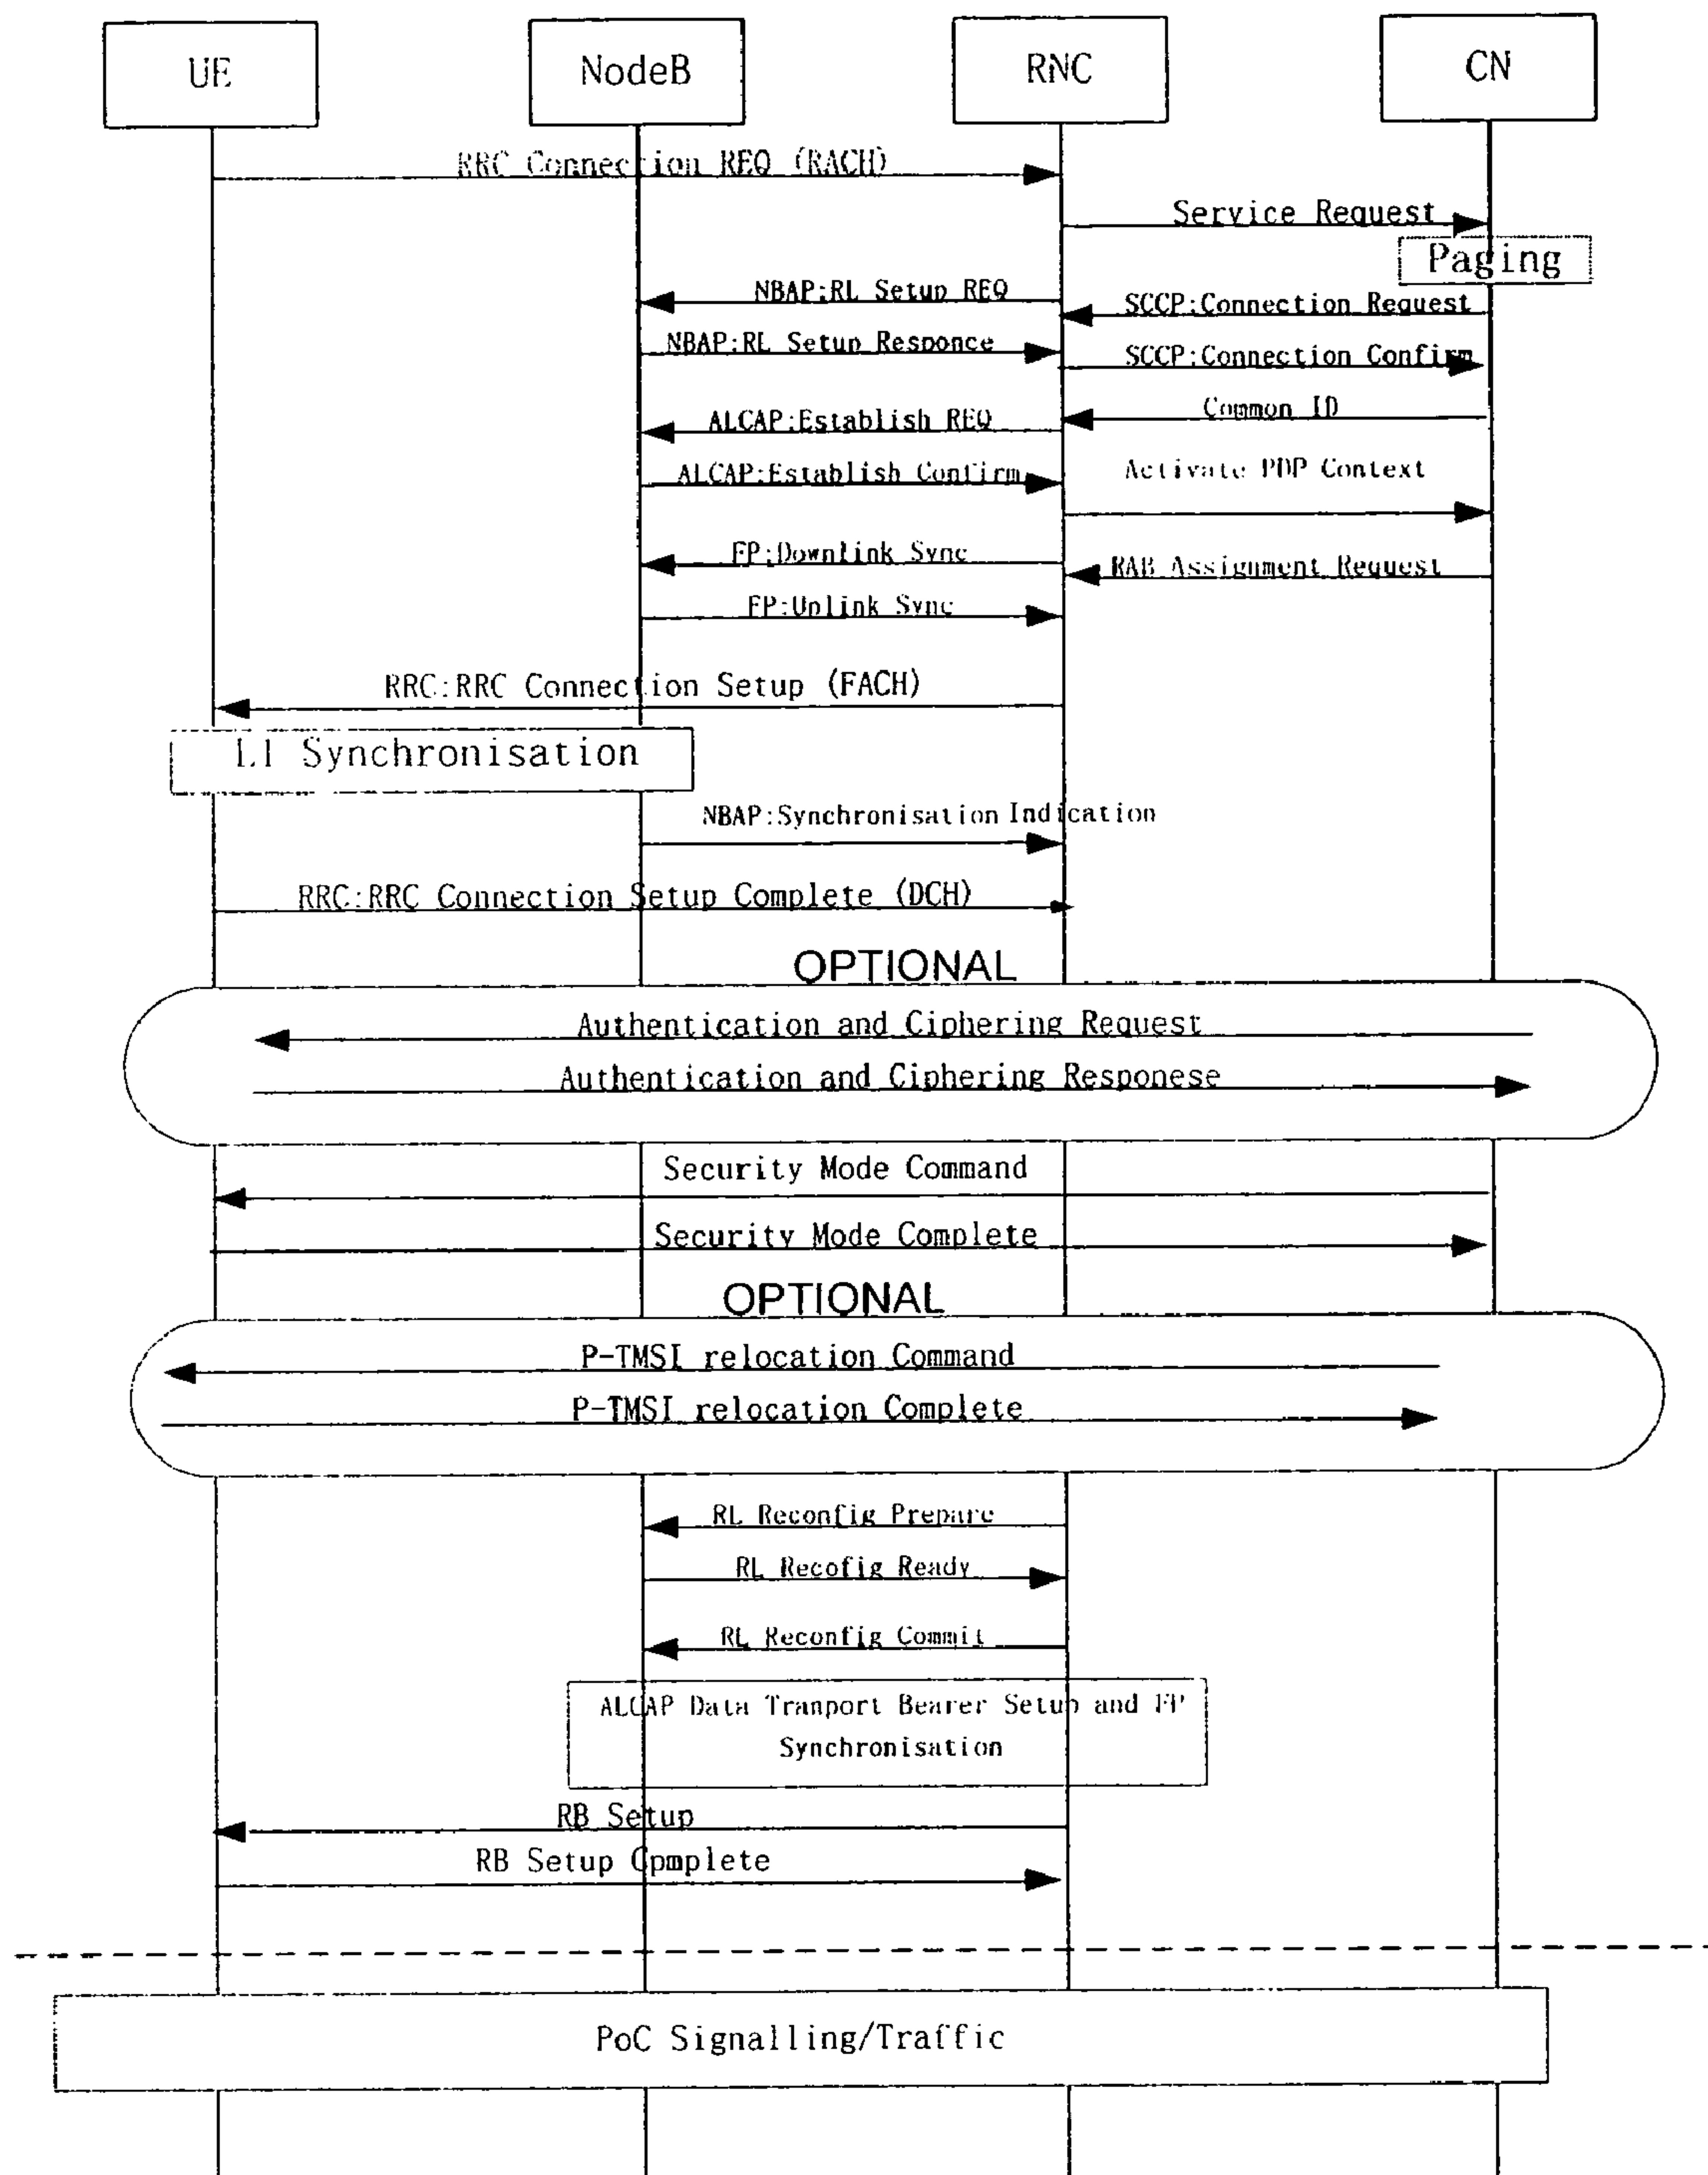 UE
NodeB
RNC
CN
RRC Connection REQ (RACH)
Service Request
Paging
NBAP:RL Setup REQ
SCCP:Connection Request
NBAP:RL Setup Responce
SCCP:Connection Confirm
Common ID
ALCAP:Establish REQ
Activate PDP Context
ALCAP:Establish Confirm
FP:Downlink Sync
RAB Assignment Request
FP:Uplink Sync
RRC:RRC Connection Setup (FACH)
L1 Synchronisation
NBAP:Synchronisation Indication
RRC:RRC Connection Setup Complete (DCH)
OPTIONAL
Authentication and Ciphering Request
Authentication and Ciphering Responese
Security Mode Command
Security Mode Complete
OPTIONAL
P-TMSI relocation Command
P-TMSI relocation Complete
RL Reconfig Prepare
RL Recofig Ready
RL Reconfig Commit
ALCAP Data Tranport Bearer Setup and FP
Synchronisation
RB Setup
RB Setup Cpmplete
PoC Signalling/Traffic